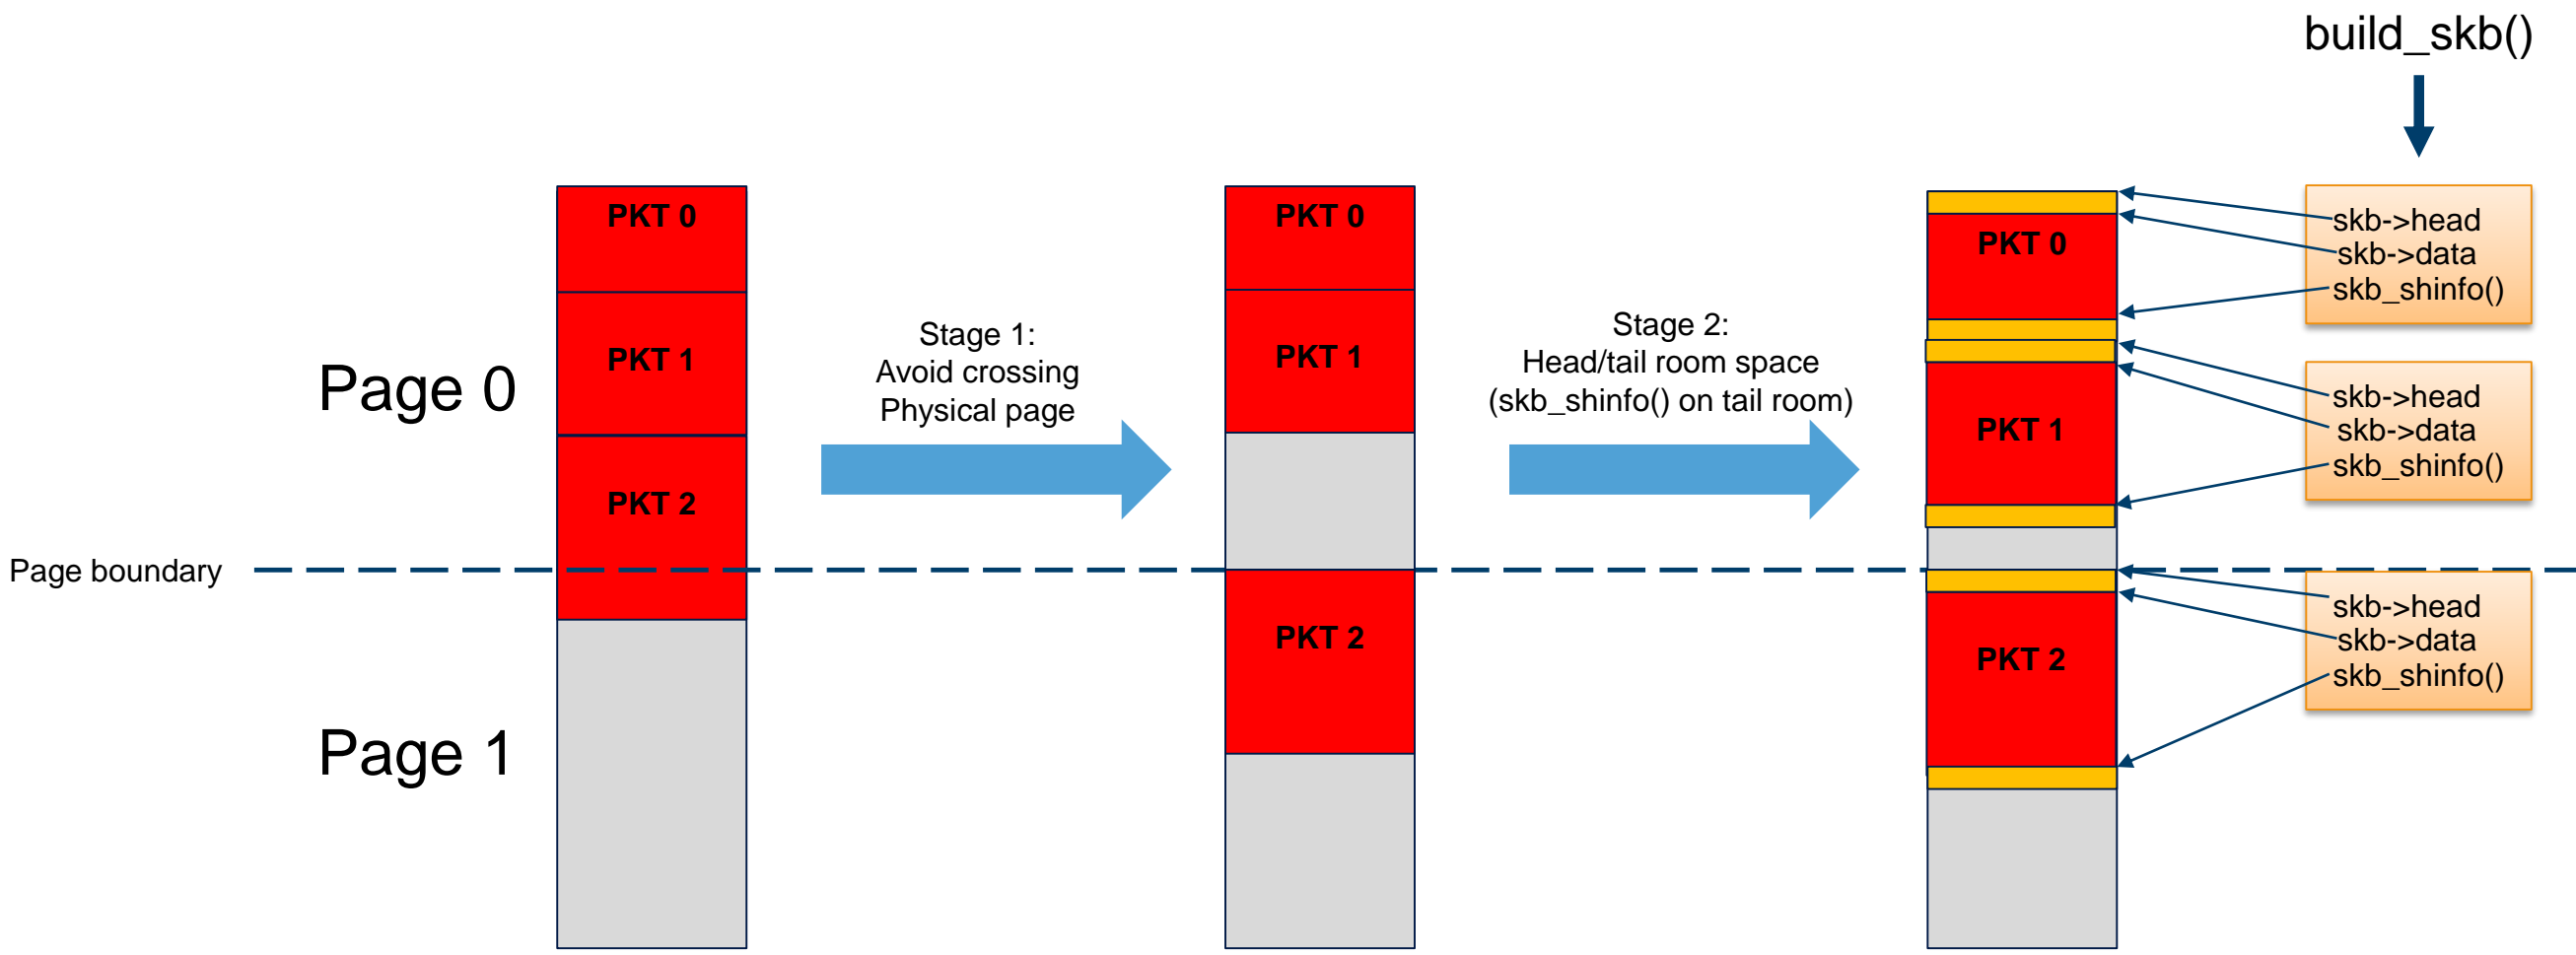 build_skb()
Page 0
Page boundary
Page 1
PKT 0
PKT 1
PKT 2
Stage 1:
Avoid crossing
Physical page
PKT 0
PKT 1
PKT 2
Stage 2:
Head/tail room space
(skb_shinfo() on tail room)
PKT 0
PKT 1
PKT 2
skb->head
skb->data
skb_shinfo()
skb->head
skb->data
skb_shinfo()
skb->head
skb->data
skb_shinfo()